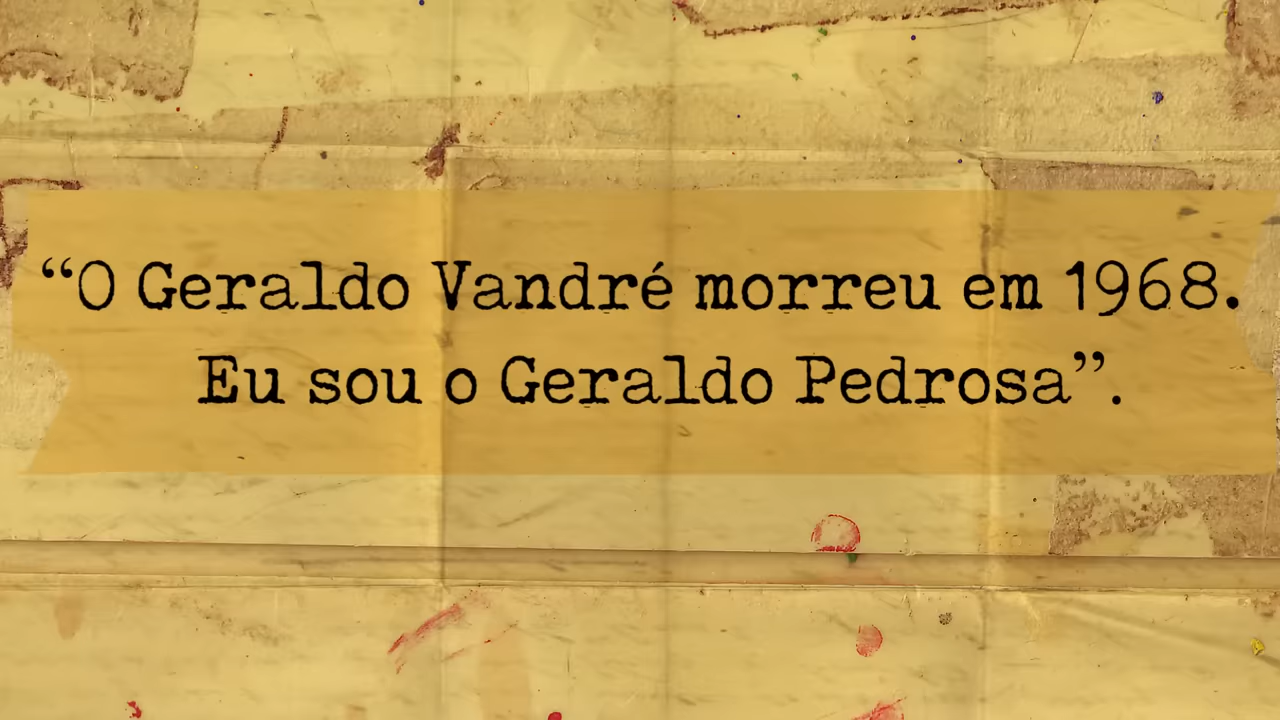 “O Geraldo Vandré morreu em 1968.
Eu sou o Geraldo Pedrosa”.